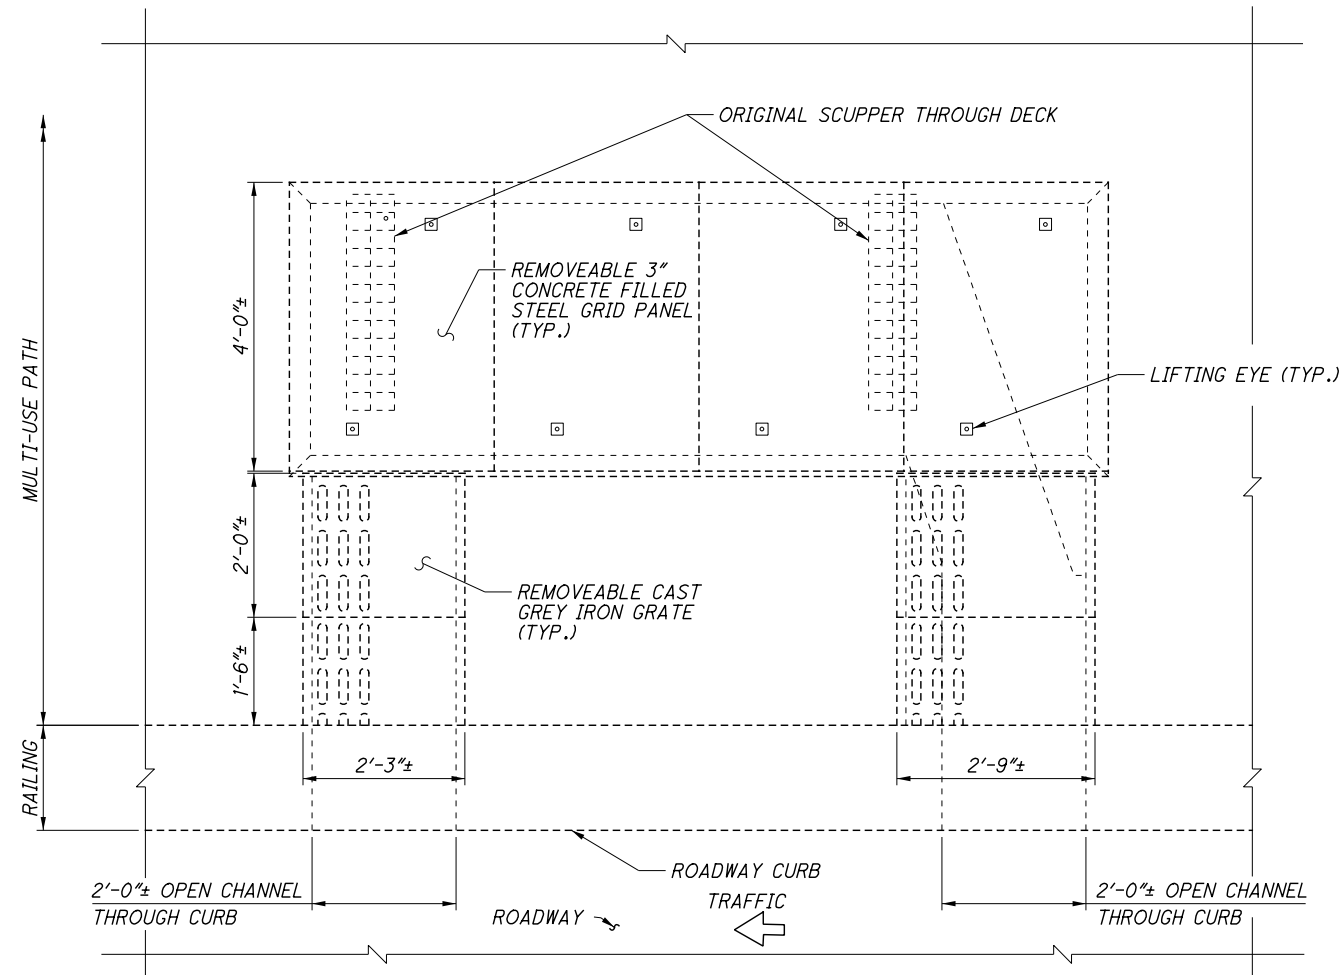 ORIGINAL SCUPPER THROUGH DECK
REMOVEABLE 3"
CONCRETE FILLED
STEEL GRID PANEL
(TYP.)
4'-0"±
MULTI-USE PATH
LIFTING EYE (TYP.)
2'-0"±
REMOVEABLE CAST
GREY IRON GRATE
(TYP.)
1'-6"±
RAILING
2'-3"±
2'-9"±
ROADWAY CURB
2'-0"± OPEN CHANNEL
THROUGH CURB
TRAFFIC
ROADWAY
2'-0"± OPEN CHANNEL
THROUGH CURB